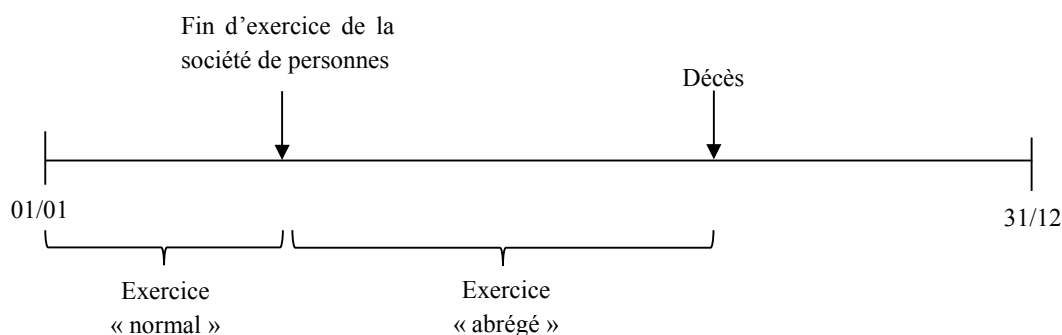 Fin d’exercice de la
société de personnes
Décès
01/01
31/12
Exercice
« normal »
Exercice
« abrégé »